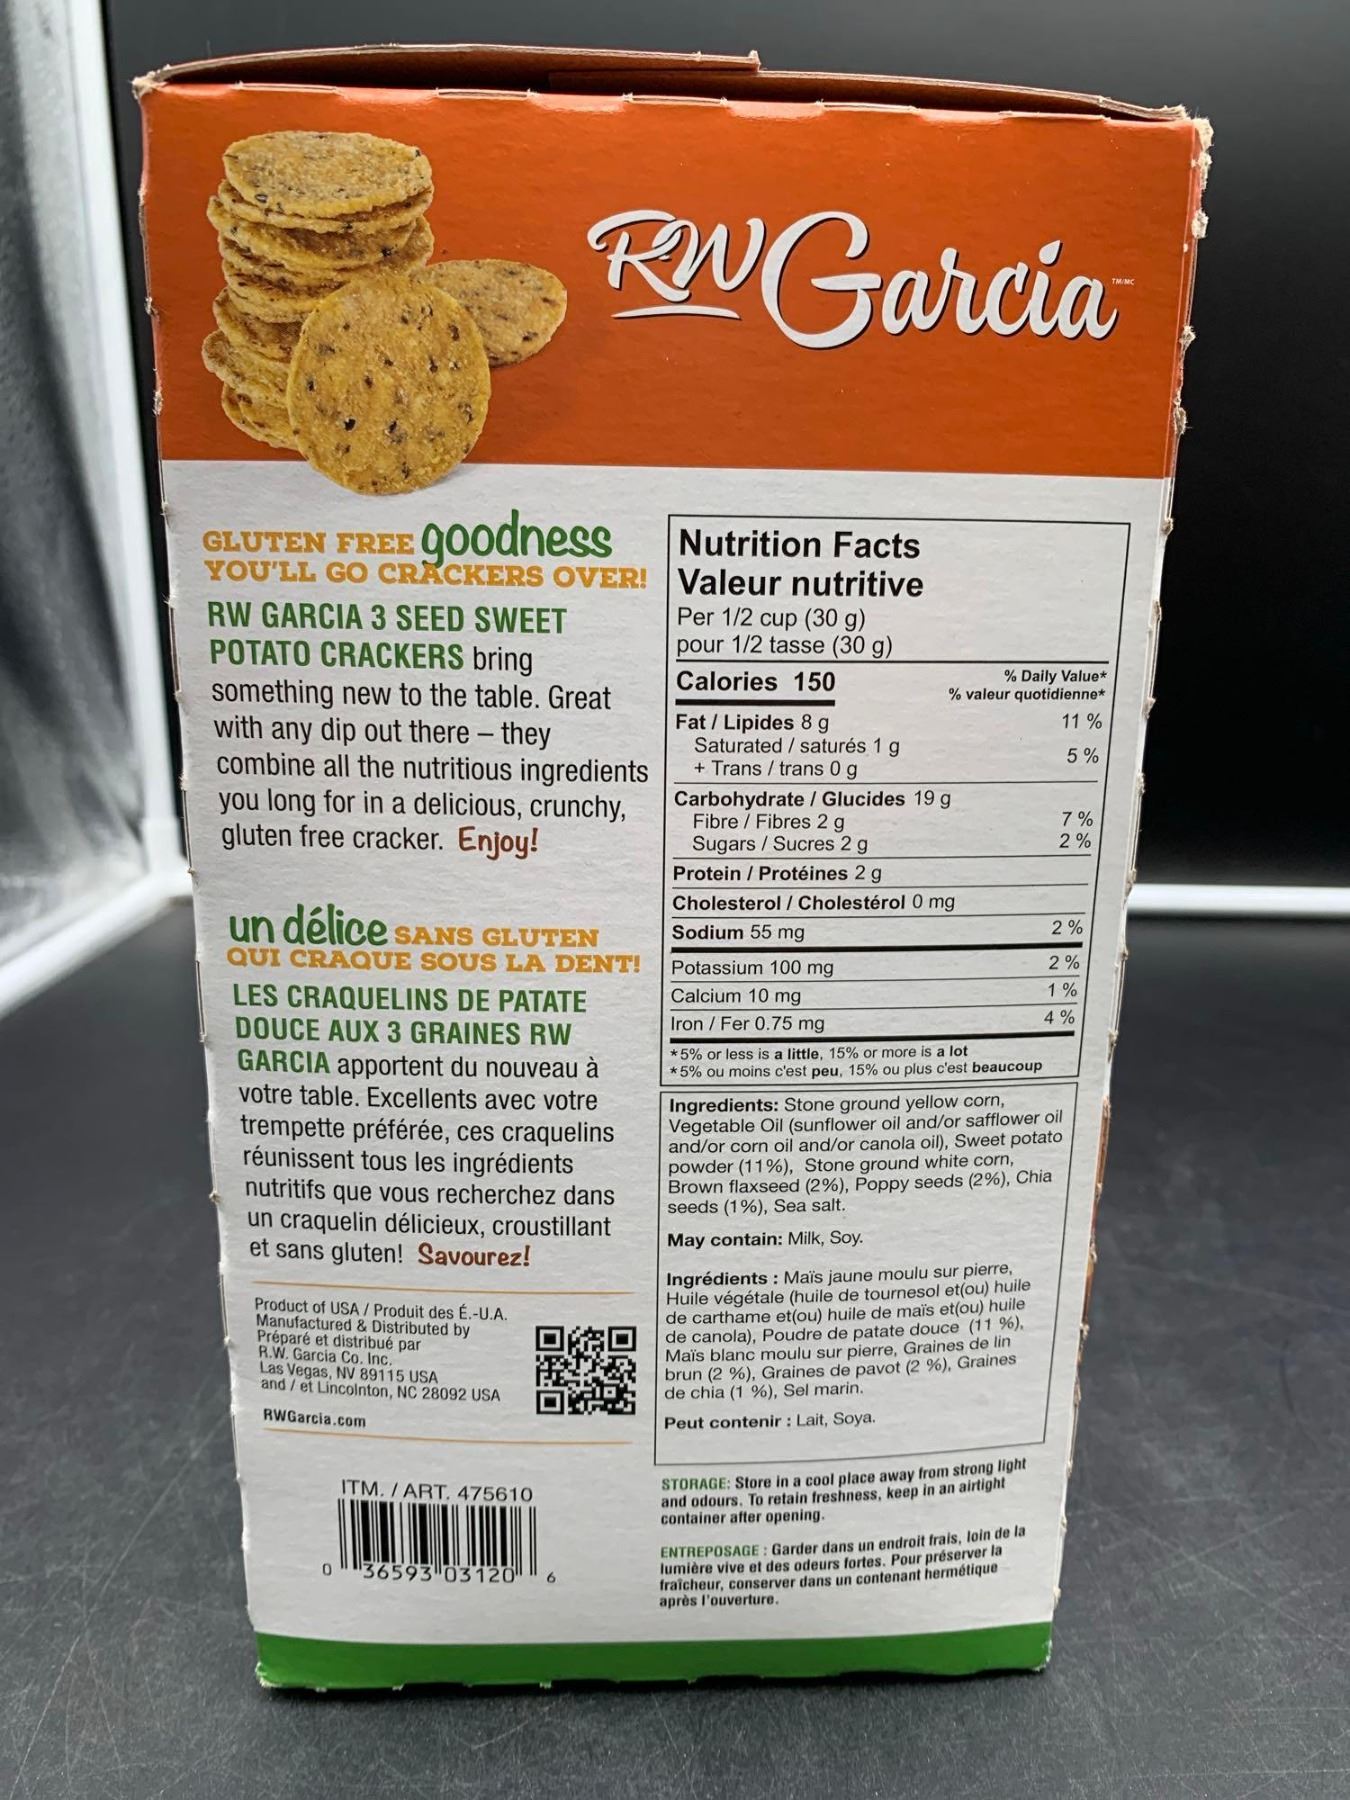 RW Garcia TM/MC
GLUTEN FREE goodness
YOU'LL GO CRACKERS OVER!
RW GARCIA 3 SEED SWEET
POTATO CRACKERS bring
something new to the table. Great
with any dip out there – they
combine all the nutritious ingredients
you long for in a delicious, crunchy,
gluten free cracker. Enjoy!
un délice SANS GLUTEN
QUI CRAQUE SOUS LA DENT!
LES CRAQUELINS DE PATATE
DOUCE AUX 3 GRAINES RW
GARCIA apportent du nouveau à
votre table. Excellents avec votre
trempette préférée, ces craquelins
réunissent tous les ingrédients
nutritifs que vous recherchez dans
un craquelin délicieux, croustillant
et sans gluten! Savourez!
Product of USA / Produit des É.-U.A.
Manufactured & Distributed by
Préparé et distribué par
R.W. Garcia Co. Inc.
Las Vegas, NV 89115 USA
and / et Lincolnton, NC 28092 USA
RWGarcia.com
ITM. / ART. 475610
0 36593 03120 6
Nutrition Facts
Valeur nutritive
Per 1/2 cup (30 g)
pour 1/2 tasse (30 g)
Calories 150
% Daily Value*
% valeur quotidienne*
Fat / Lipides 8 g 11 %
Saturated / saturés 1 g
+ Trans / trans 0 g 5 %
Carbohydrate / Glucides 19 g
Fibre / Fibres 2 g 7 %
Sugars / Sucres 2 g 2 %
Protein / Protéines 2 g
Cholesterol / Cholestérol 0 mg
Sodium 55 mg 2 %
Potassium 100 mg 2 %
Calcium 10 mg 1 %
Iron / Fer 0.75 mg 4 %
*5% or less is a little, 15% or more is a lot
*5% ou moins c'est peu, 15% ou plus c'est beaucoup
Ingredients: Stone ground yellow corn,
Vegetable Oil (sunflower oil and/or safflower oil
and/or corn oil and/or canola oil), Sweet potato
powder (11%), Stone ground white corn,
Brown flaxseed (2%), Poppy seeds (2%), Chia
seeds (1%), Sea salt.
May contain: Milk, Soy.
Ingrédients : Maïs jaune moulu sur pierre,
Huile végétale (huile de tournesol et(ou) huile
de carthame et(ou) huile de maïs et(ou) huile
de canola), Poudre de patate douce (11 %),
Maïs blanc moulu sur pierre, Graines de lin
brun (2 %), Graines de pavot (2 %), Graines
de chia (1 %), Sel marin.
Peut contenir : Lait, Soya.
STORAGE: Store in a cool place away from strong light
and odours. To retain freshness, keep in an airtight
container after opening.
ENTREPOSAGE : Garder dans un endroit frais, loin de la
lumière vive et des odeurs fortes. Pour préserver la
fraîcheur, conserver dans un contenant hermétique
après l'ouverture.